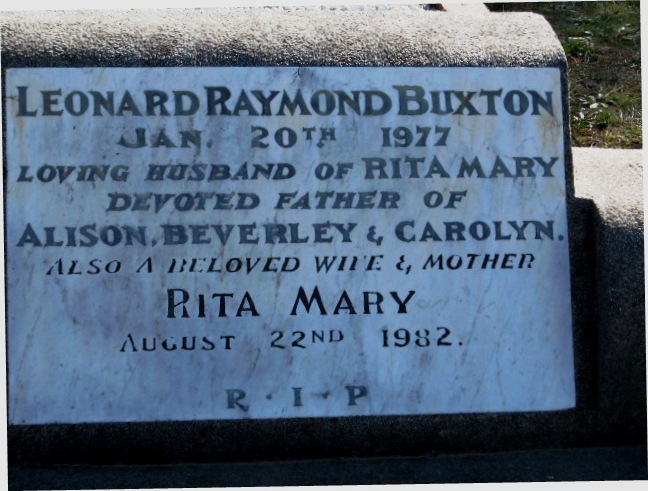 LEONARD RAYMOND BUXTON
JAN. 20TH 1977
LOVING HUSBAND OF RITA MARY
DEVOTED FATHER OF
ALISON, BEVERLEY & CAROLYN.
ALSO A BELOVED WIFE & MOTHER
RITA MARY
AUGUST 22ND 1982.
R · I · P